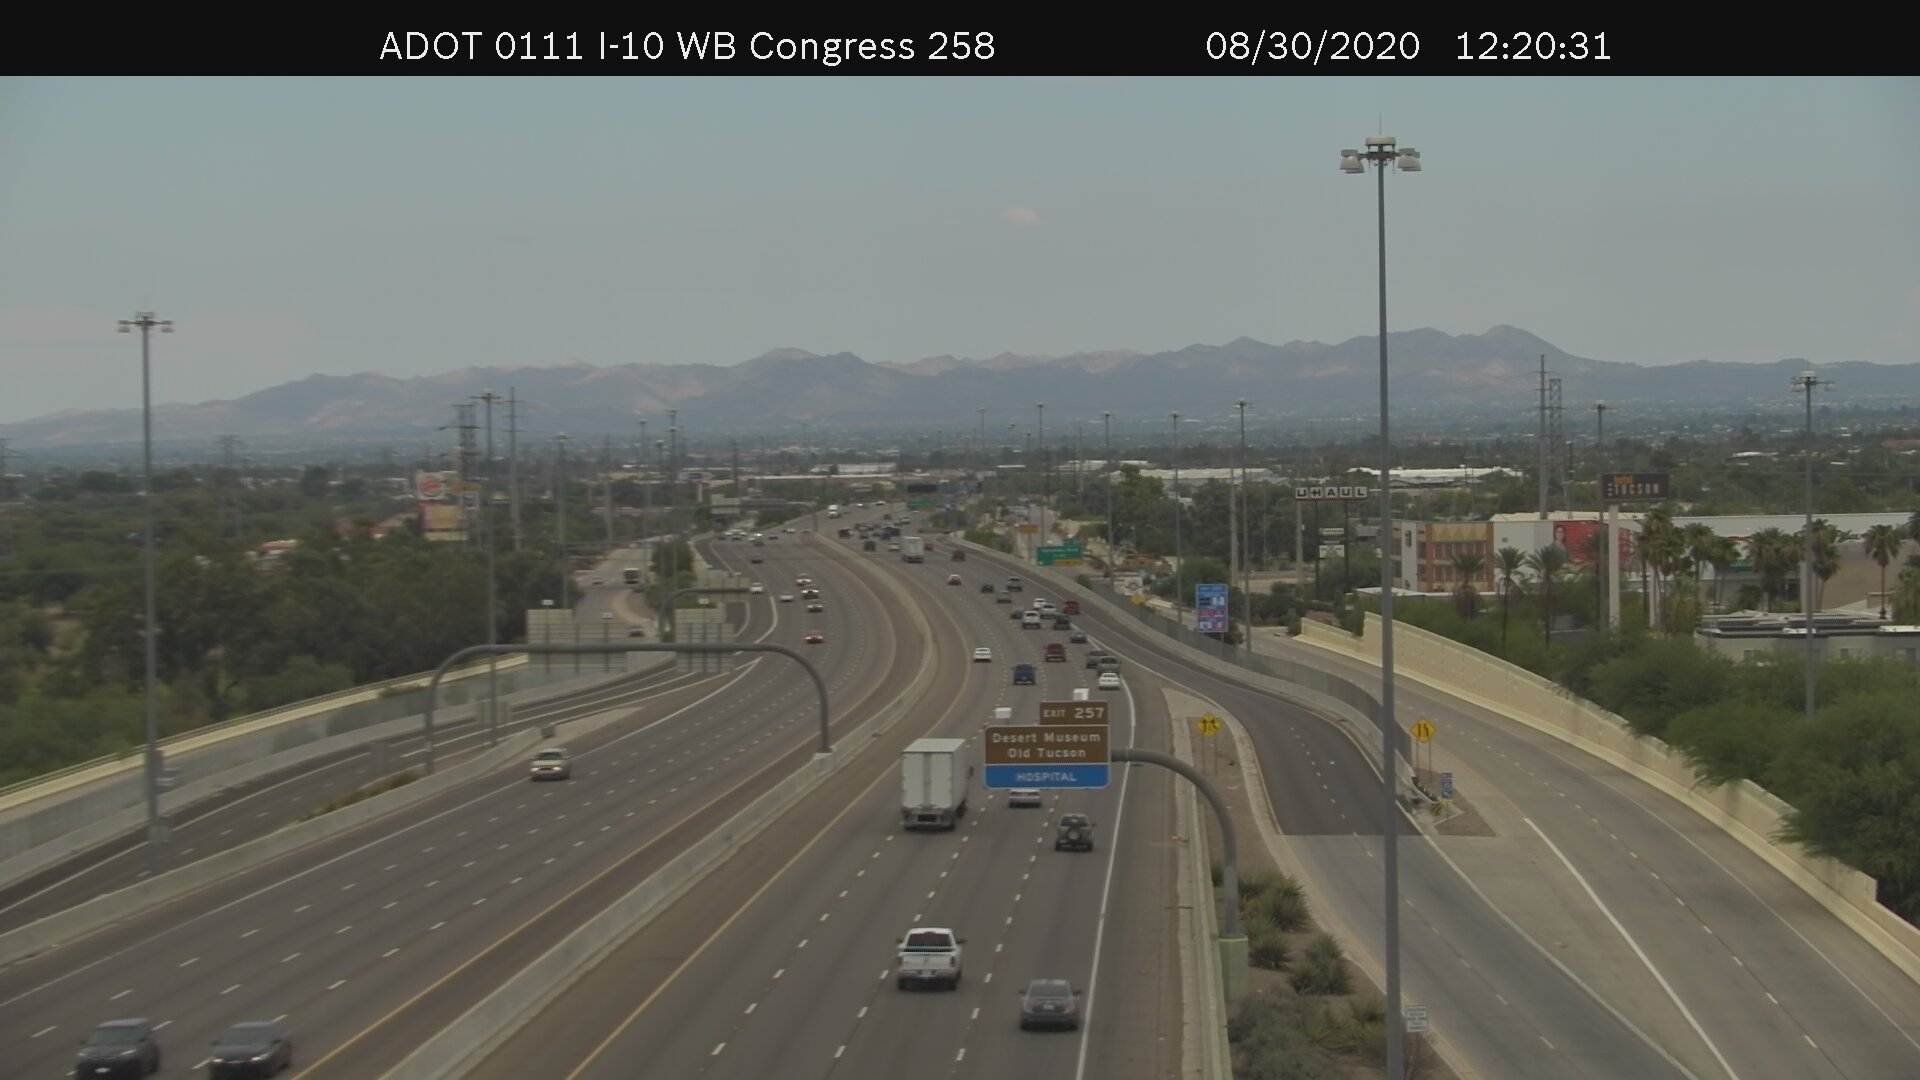 ADOT 0111 I-10 WB Congress 258 08/30/2020 12:20:31
UHAUL
TUCSON
EXIT 257
Desert Museum
Old Tucson
HOSPITAL